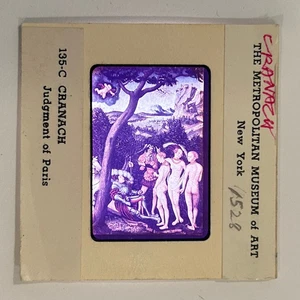 135-C CRANACH
Judgment of Paris
CRANACH
THE METROPOLITAN MUSEUM of ART
New York
1528